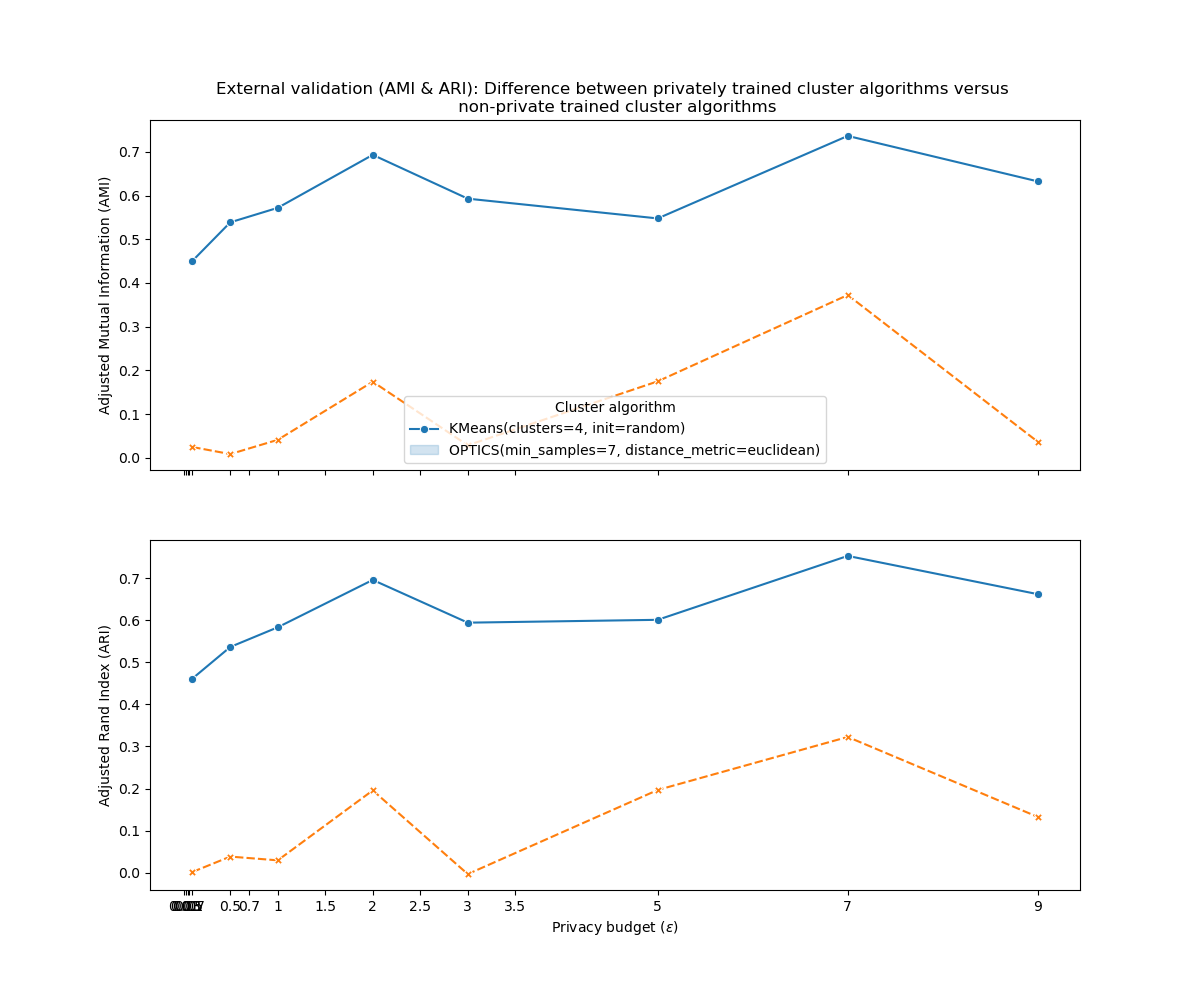 External validation (AMI & ARI): Difference between privately trained cluster algorithms versus
non-private trained cluster algorithms
Adjusted Mutual Information (AMI)
0.7
0.6
0.5
0.4
0.3
0.2
0.1
0.0
Cluster algorithm
KMeans(clusters=4, init=random)
OPTICS(min_samples=7, distance_metric=euclidean)
Adjusted Rand Index (ARI)
0.7
0.6
0.5
0.4
0.3
0.2
0.1
0.0
0.5 0.7 1 1.5 2 2.5 3 3.5 5 7 9
Privacy budget (ε)